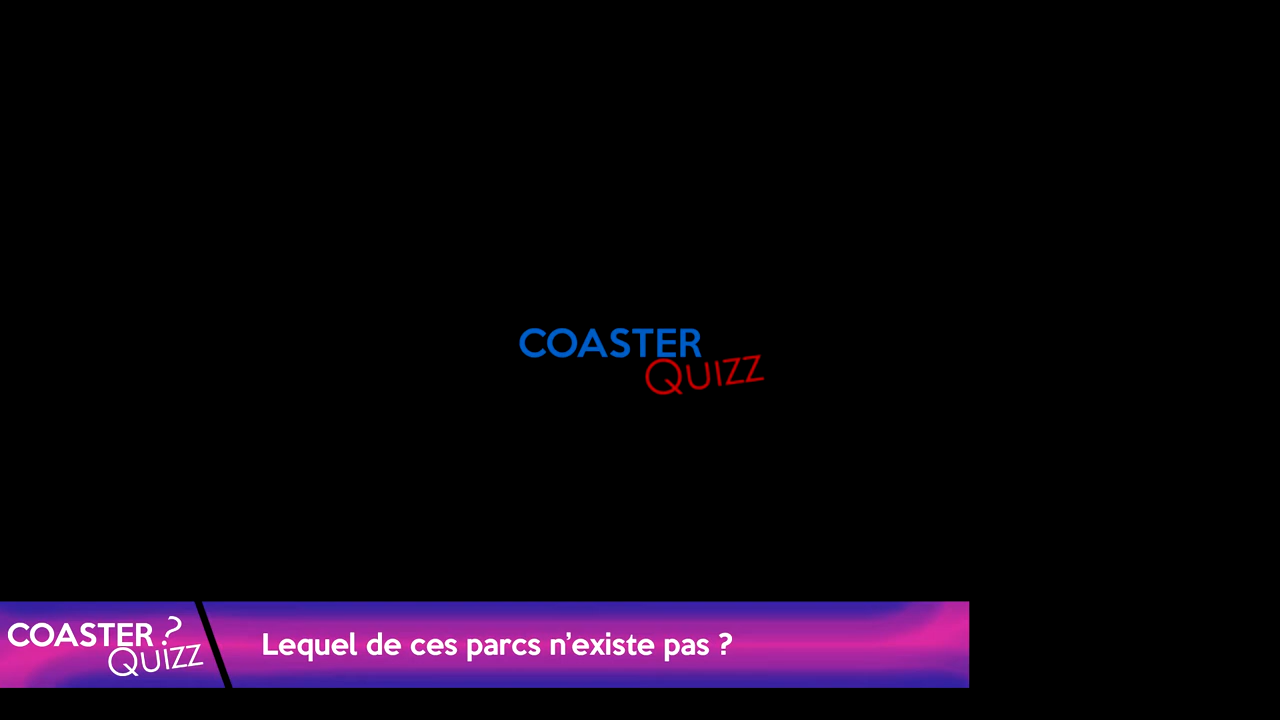 COASTER
QUIZZ
COASTER ?
QUIZZ
Lequel de ces parcs n’existe pas ?